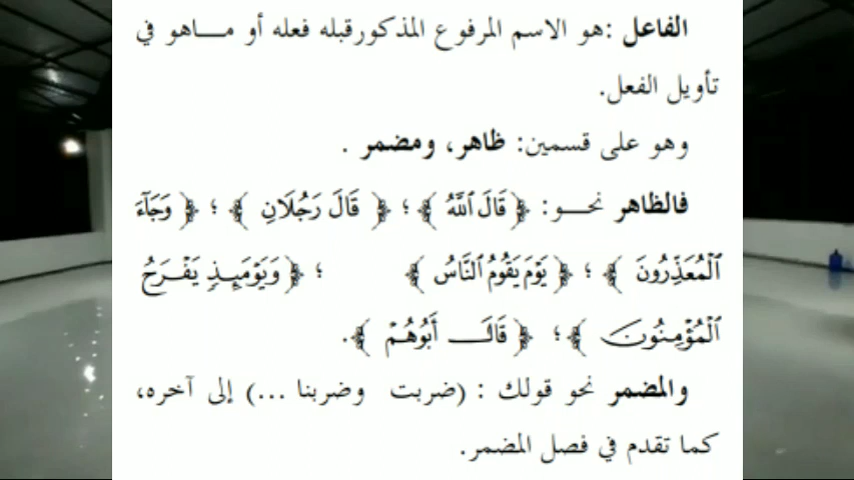 الفاعل :هو الاسم المرفوع المذكورقبله فعله أو مـــاهو في
تأويل الفعل.
وهو على قسمين: ظاهر، ومضمر .
فالظاهر نحـــو: ﴿ قَالَ ٱللَّهُ ﴾ ؛ ﴿ قَالَ رَجُلَانِ ﴾ ؛ ﴿ وَجَآءَ
ٱلْمُعَذِّرُونَ ﴾ ؛ ﴿ يَوْمَ يَقُومُ ٱلنَّاسُ ﴾ ؛ ﴿ وَيَوْمَئِذٍ يَفْرَحُ
ٱلْمُؤْمِنُونَ ﴾ ؛ ﴿ قَالَ أَبُوهُمْ ﴾.
والمضمر نحو قولك : (ضربت وضربنا ...) إلى آخره،
كما تقدم في فصل المضمر.